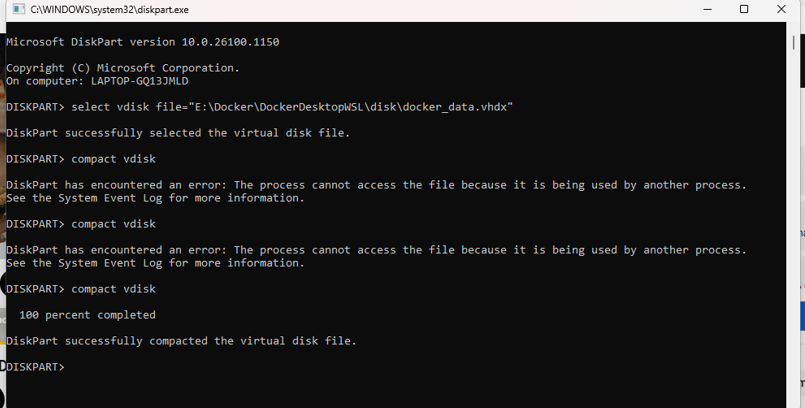 C:\WINDOWS\system32\diskpart.exe
Microsoft DiskPart version 10.0.26100.1150
Copyright (C) Microsoft Corporation.
On computer: LAPTOP-GQ13JMLD
DISKPART> select vdisk file="E:\Docker\DockerDesktopWSL\disk\docker_data.vhdx"
DiskPart successfully selected the virtual disk file.
DISKPART> compact vdisk
DiskPart has encountered an error: The process cannot access the file because it is being used by another process.
See the System Event Log for more information.
DISKPART> compact vdisk
DiskPart has encountered an error: The process cannot access the file because it is being used by another process.
See the System Event Log for more information.
DISKPART> compact vdisk
100 percent completed
DiskPart successfully compacted the virtual disk file.
DISKPART>